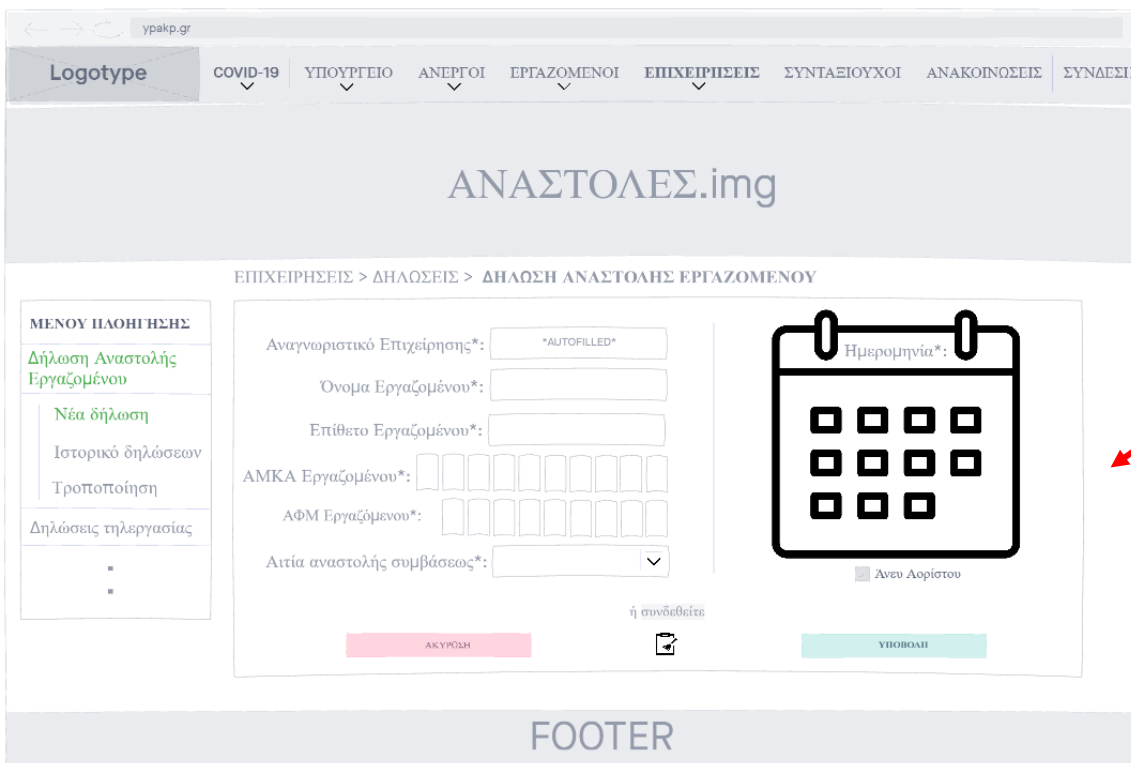 ypakp.gr
Logotype
COVID-19 ΥΠΟΥΡΓΕΙΟ ΑΝΕΡΓΟΙ ΕΡΓΑΖΟΜΕΝΟΙ ΕΠΙΧΕΙΡΗΣΕΙΣ ΣΥΝΤΑΞΙΟΥΧΟΙ ΑΝΑΚΟΙΝΩΣΕΙΣ
ΑΝΑΣΤΟΛΕΣ.img
ΕΠΙΧΕΙΡΗΣΕΙΣ > ΔΗΛΩΣΕΙΣ > ΔΗΛΩΣΗ ΑΝΑΣΤΟΛΗΣ ΕΡΓΑΖΟΜΕΝΟΥ
ΜΕΝΟΥ ΠΛΟΗΓΗΣΗΣ
Δήλωση Αναστολής
Εργαζομένου
Νέα δήλωση
Ιστορικό δηλώσεων
Τροποποίηση
Δηλώσεις τηλεργασίας
Αναγνωριστικό Επιχείρησης*: *AUTOFILLED*
Όνομα Εργαζομένου*:
Επίθετο Εργαζομένου*:
ΑΜΚΑ Εργαζομένου*:
ΑΦΜ Εργαζόμενου*:
Αιτία αναστολής συμβάσεως*:
Ημερομηνία*:
Άνευ Αορίστου
ή συνδεθείτε
ΑΚΥΡΩΣΗ
ΥΠΟΒΟΛΗ
FOOTER